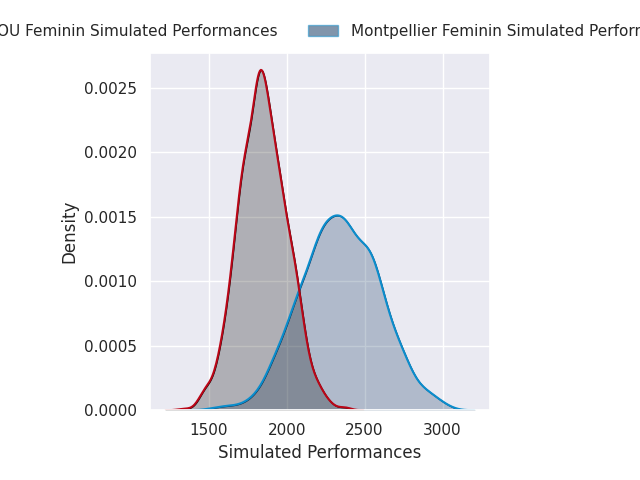 OU Feminin Simulated Performances
Montpellier Feminin Simulated Perfor
0.0025
0.0020
0.0015
0.0010
0.0005
0.0000
Density
1500 2000 2500 3000
Simulated Performances